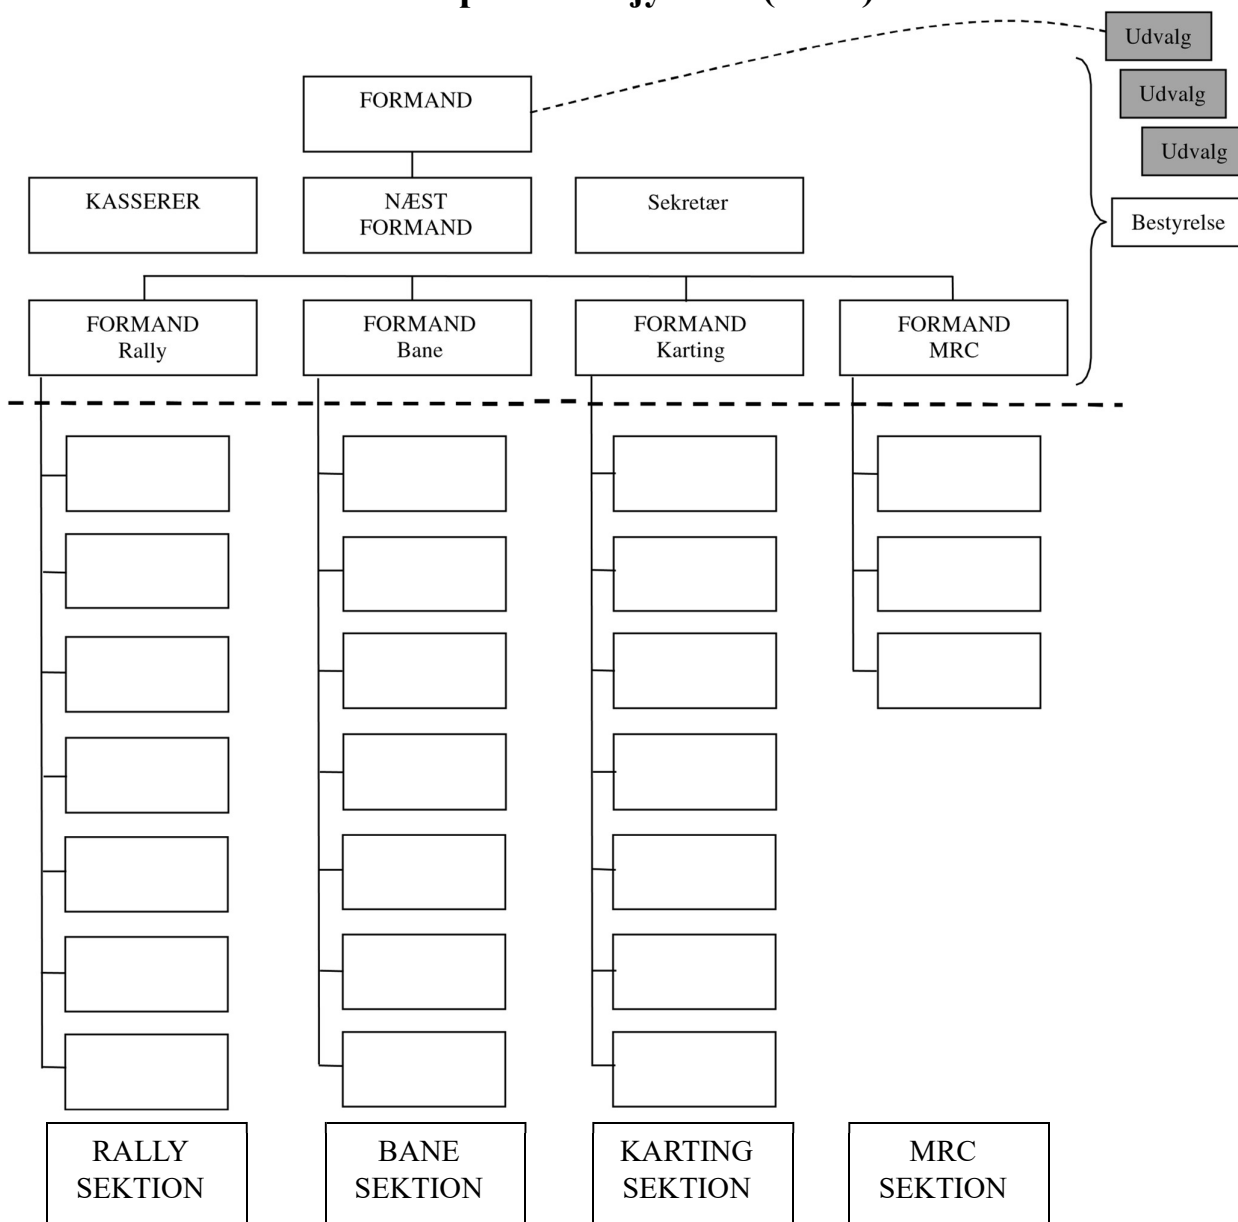 Udvalg
Udvalg
Udvalg
FORMAND
KASSERER
NÆST
FORMAND
Sekretær
Bestyrelse
FORMAND
Rally
FORMAND
Bane
FORMAND
Karting
FORMAND
MRC
RALLY
SEKTION
BANE
SEKTION
KARTING
SEKTION
MRC
SEKTION